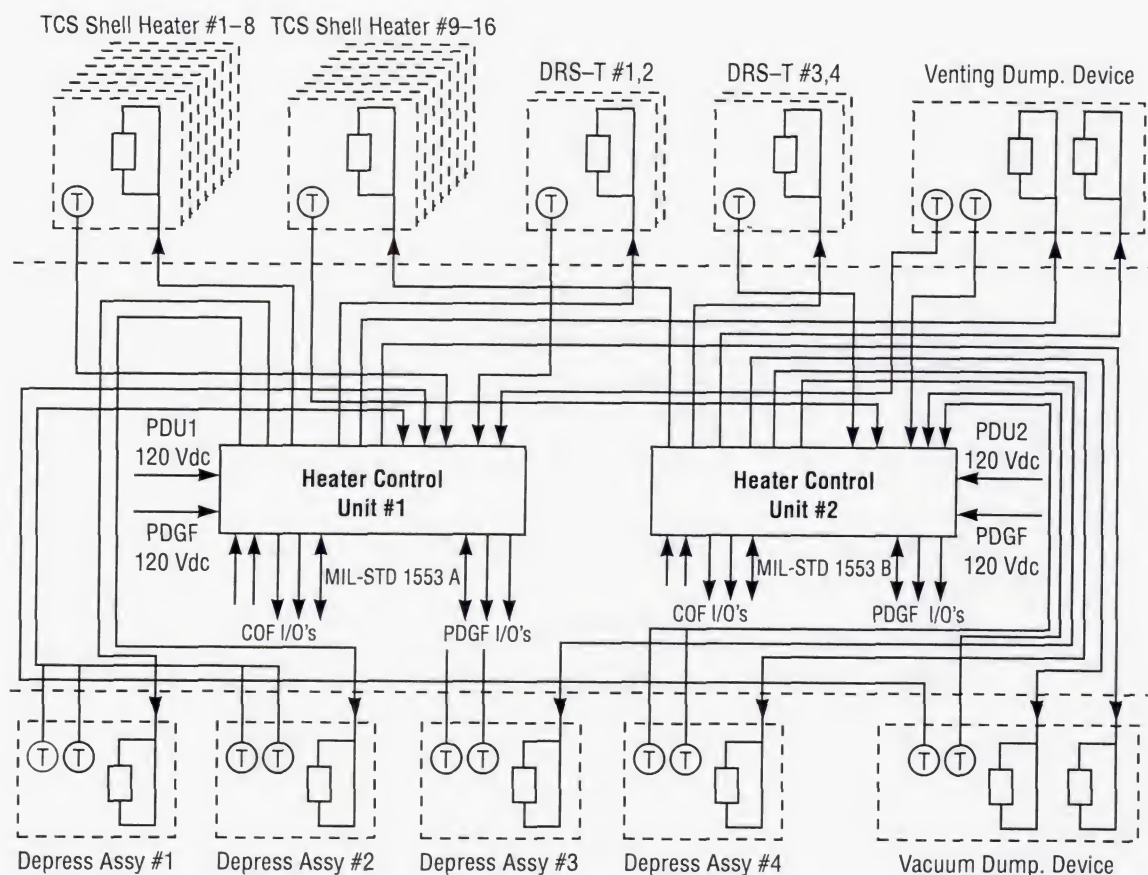 TCS Shell Heater #1–8
TCS Shell Heater #9–16
DRS–T #1,2
DRS–T #3,4
Venting Dump. Device
T
T
T
T
T
T
PDU1
120 Vdc
PDGF
120 Vdc
Heater Control
Unit #1
Heater Control
Unit #2
PDU2
120 Vdc
PDGF
120 Vdc
MIL-STD 1553 A
COF I/O's
PDGF I/O's
MIL-STD 1553 B
COF I/O's
PDGF I/O's
T
T
T
T
T
T
T
T
T
T
Depress Assy #1
Depress Assy #2
Depress Assy #3
Depress Assy #4
Vacuum Dump. Device